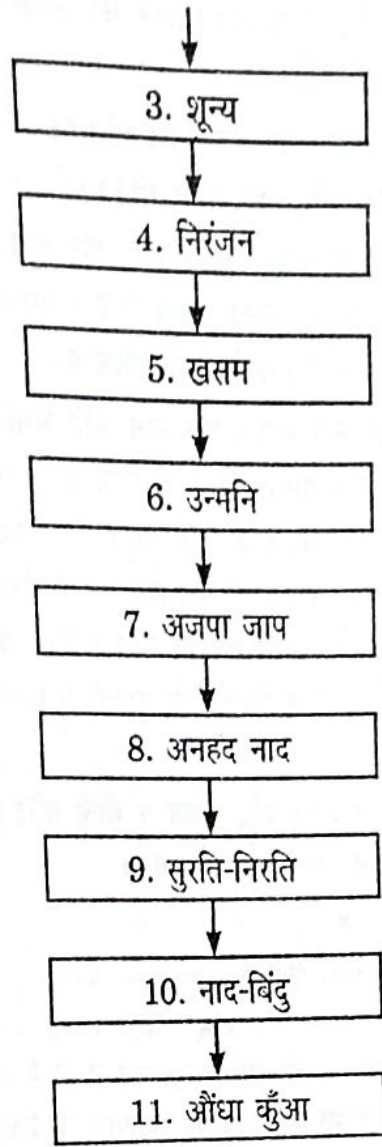 3. शून्य
4. निरंजन
5. खसम
6. उन्मनि
7. अजपा जाप
8. अनहद नाद
9. सुरति-निरति
10. नाद-बिंदु
11. औंधा कुँआ